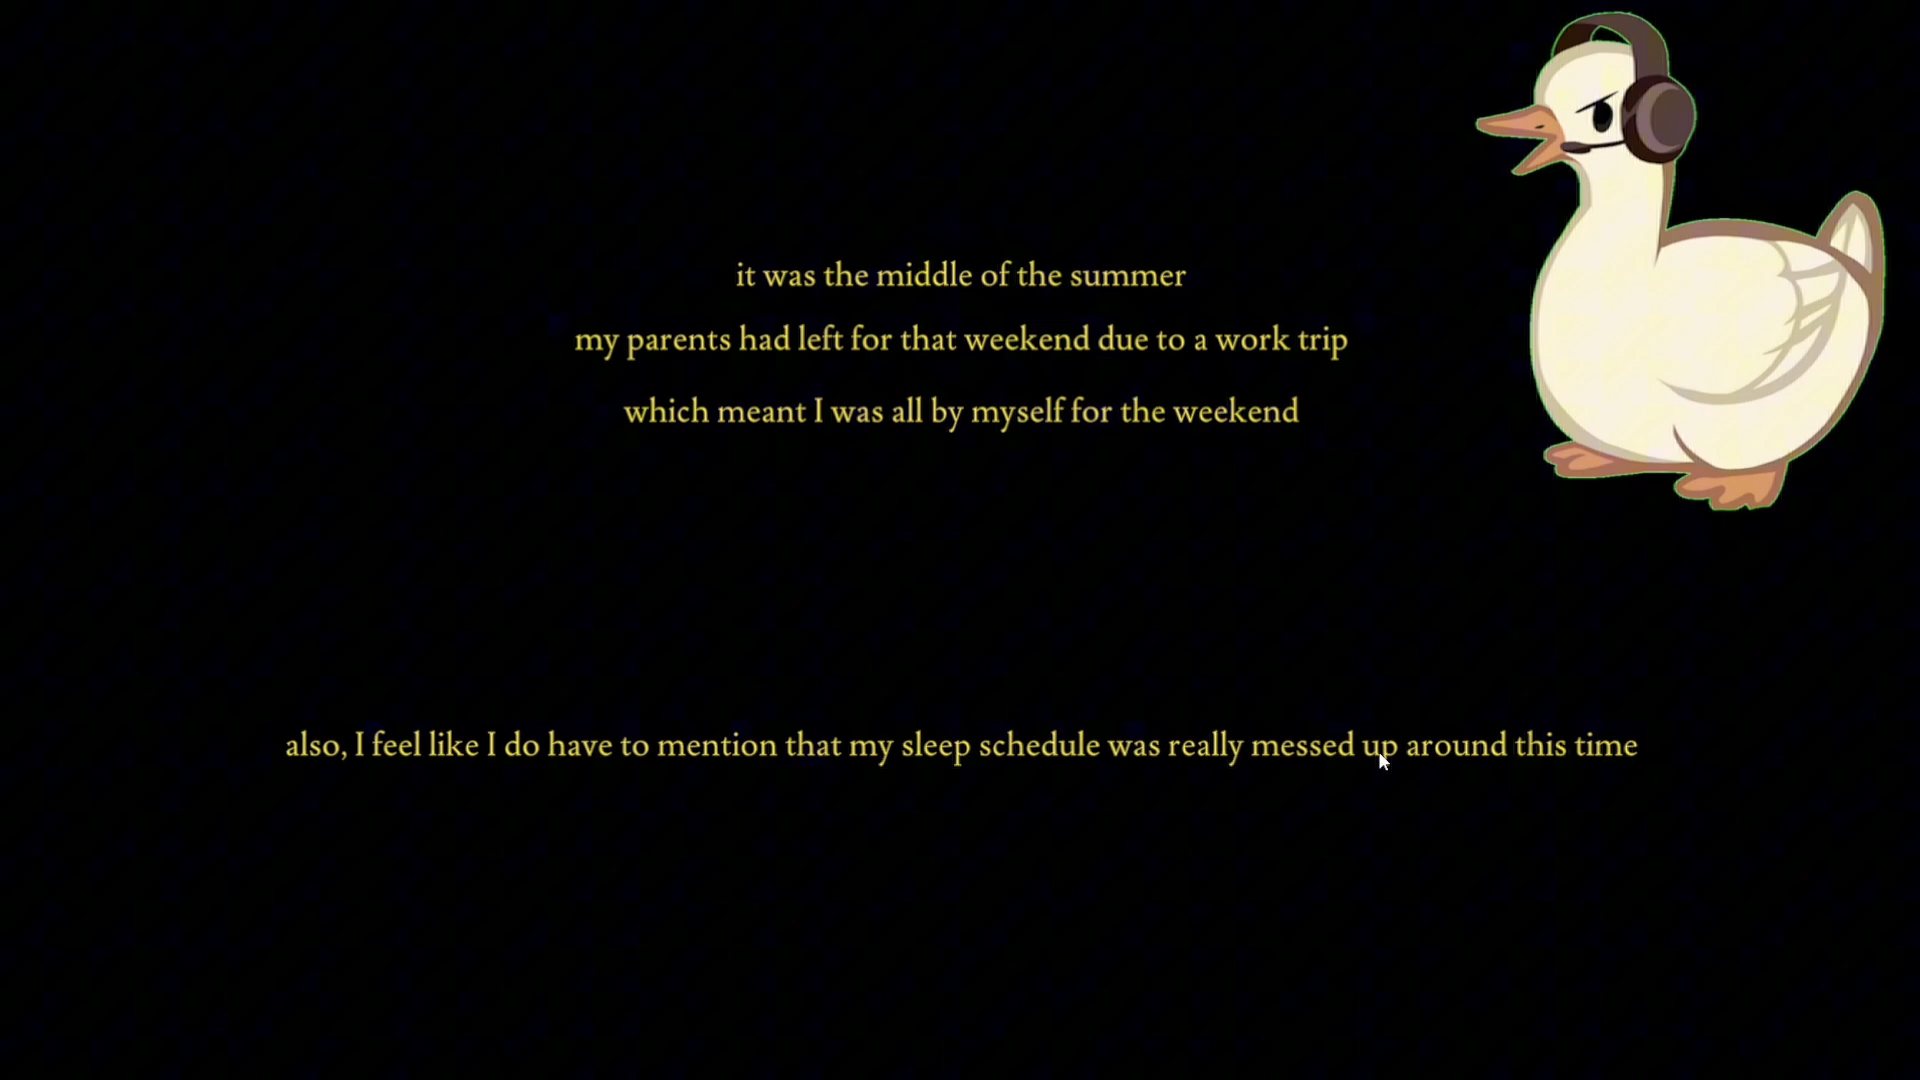 it was the middle of the summer
my parents had left for that weekend due to a work trip
which meant I was all by myself for the weekend
also, I feel like I do have to mention that my sleep schedule was really messed up around this time